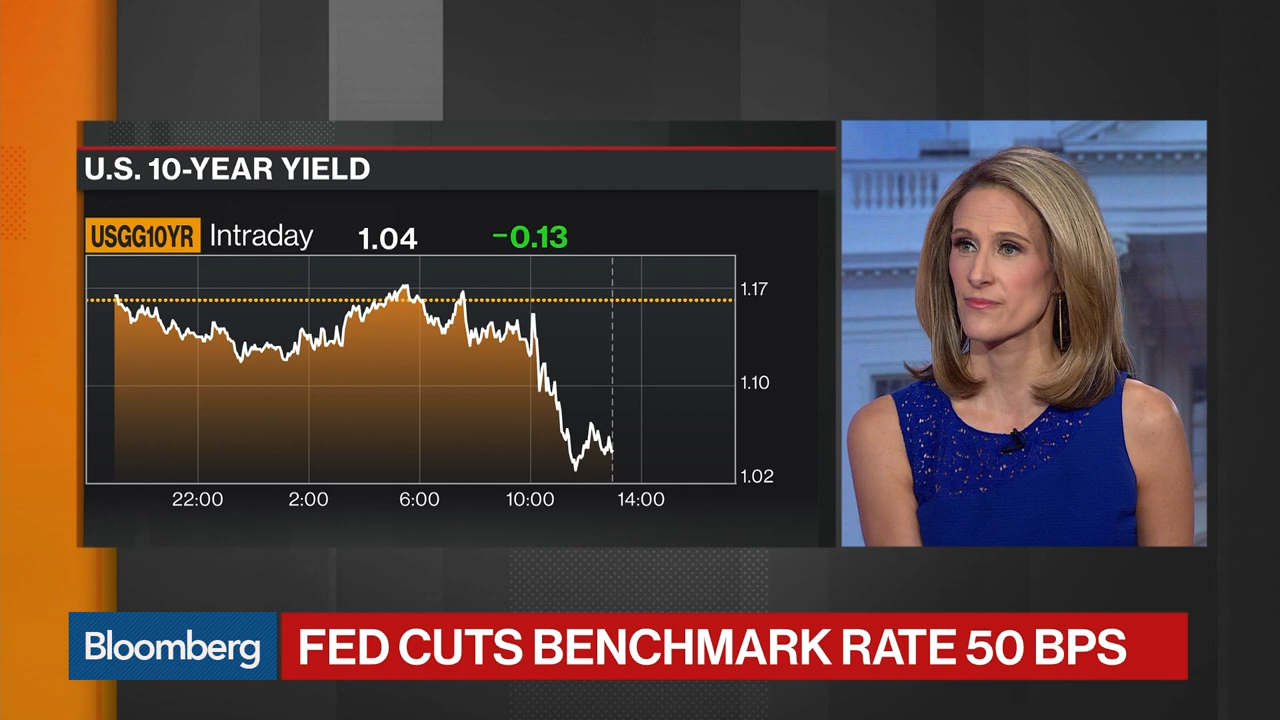 U.S. 10-YEAR YIELD
USGG10YR Intraday 1.04 −0.13
1.17
1.10
1.02
22:00 2:00 6:00 10:00 14:00
Bloomberg FED CUTS BENCHMARK RATE 50 BPS